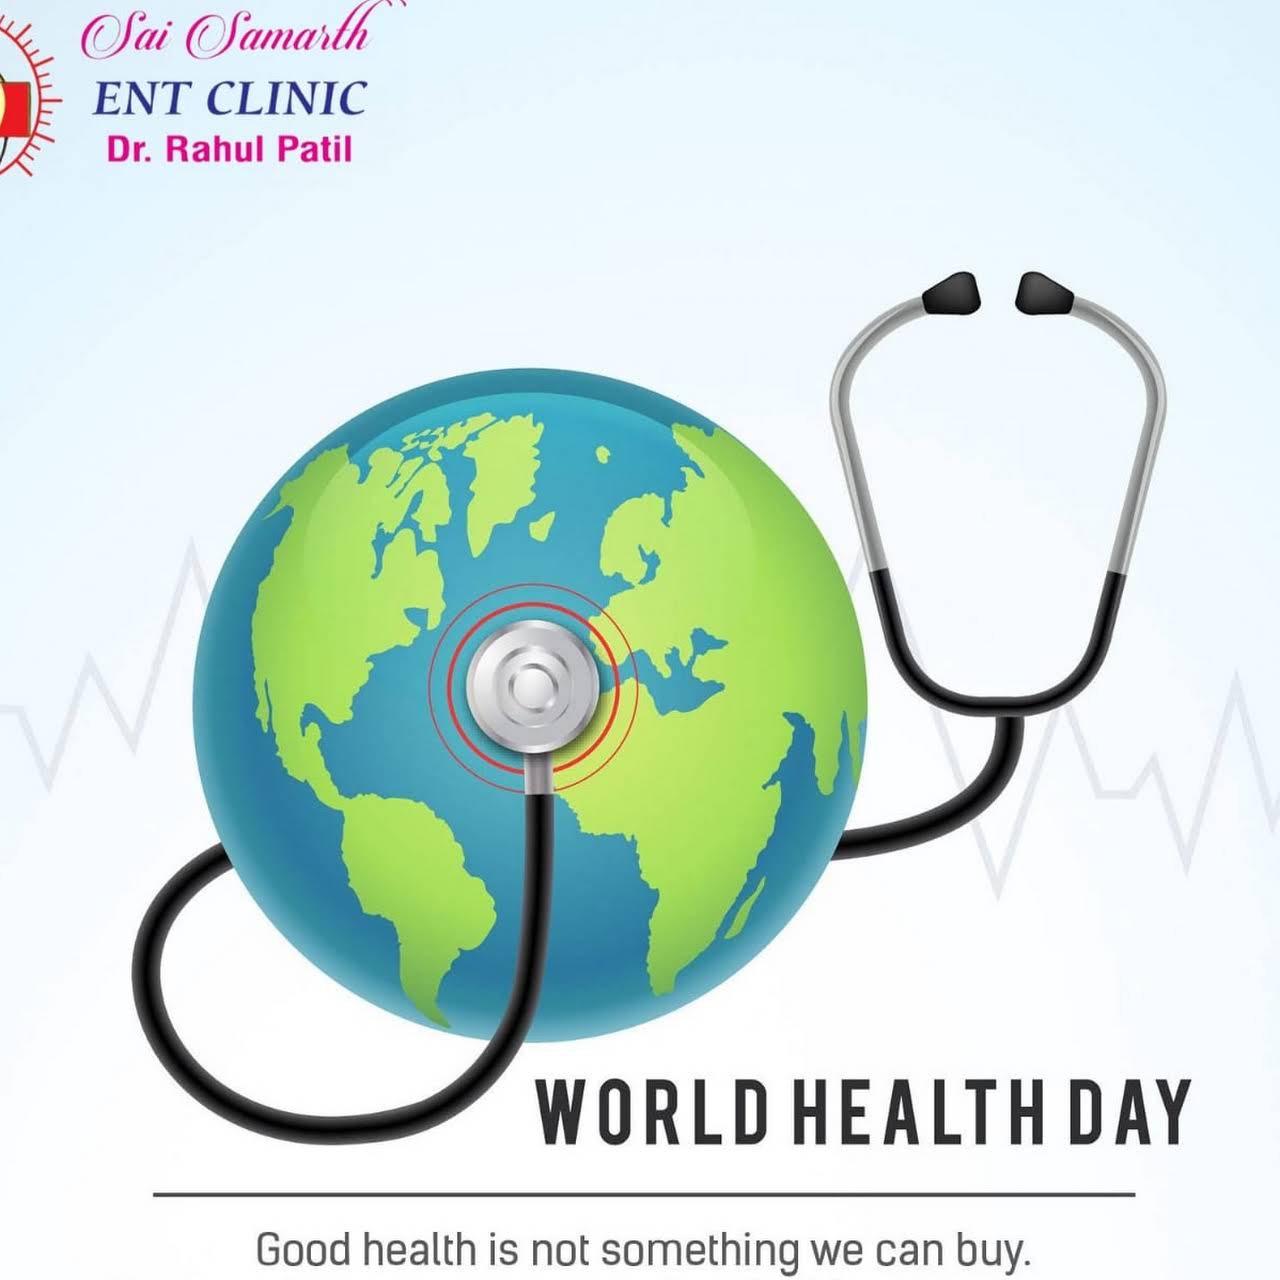 Sai Samarth
ENT CLINIC
Dr. Rahul Patil
WORLD HEALTH DAY
Good health is not something we can buy.